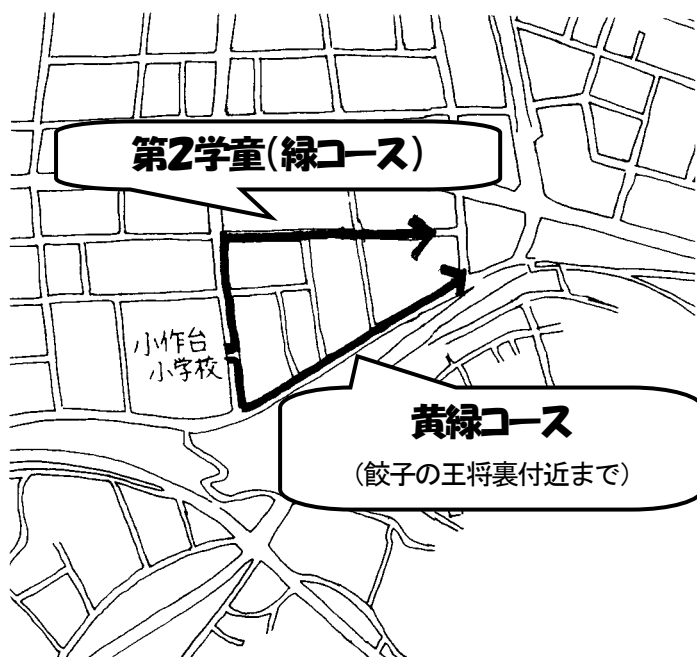 第2学童(緑コース)
小作台
小学校
黄緑コース
(餃子の王将裏付近まで)